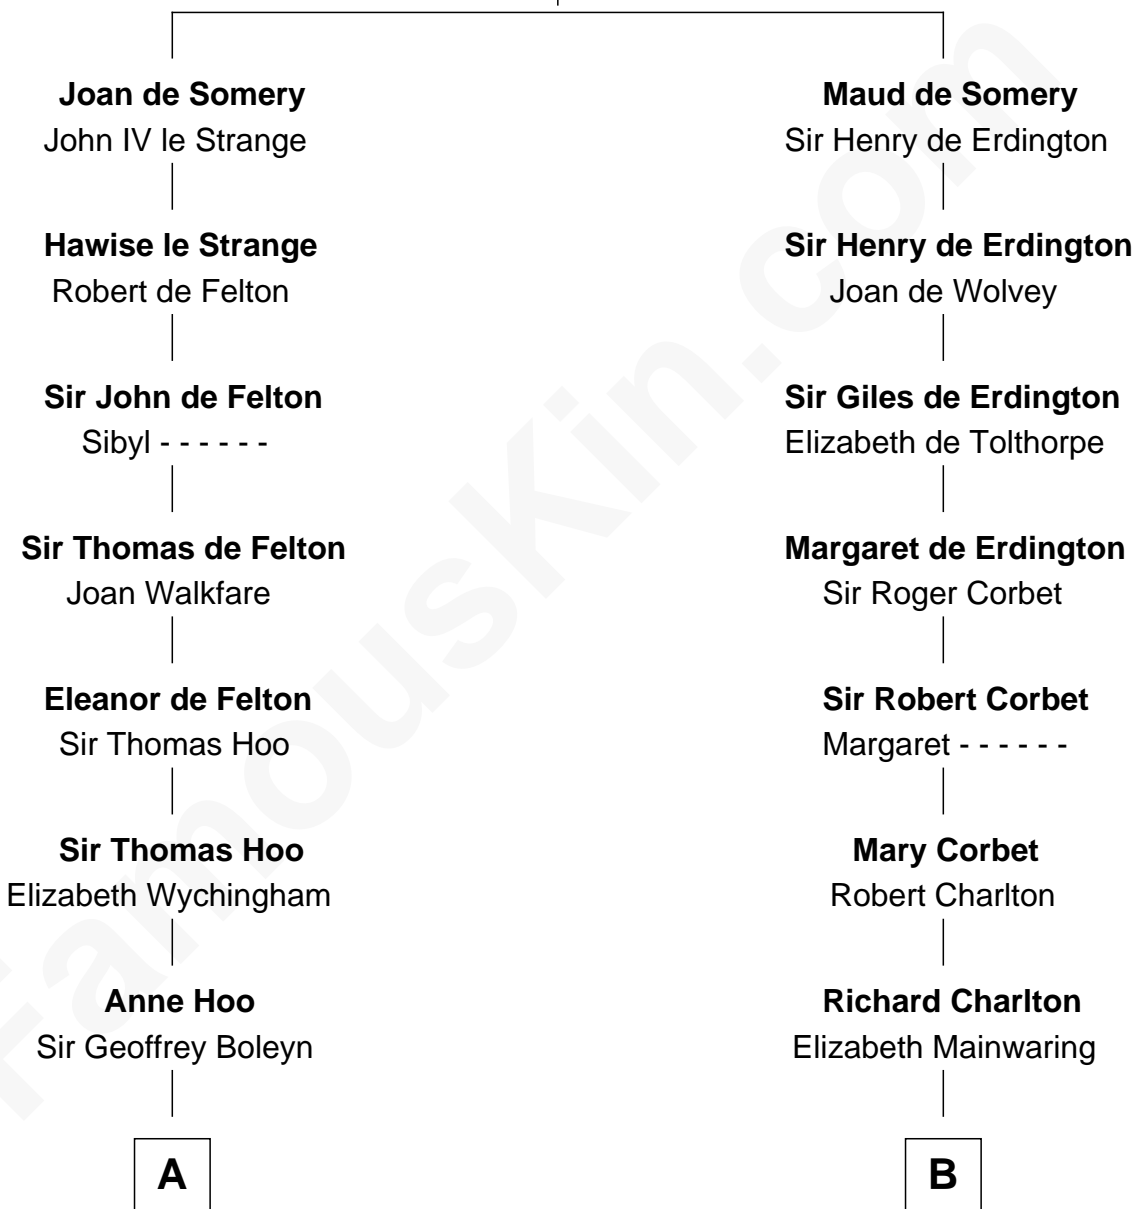 Joan de Somery
John IV le Strange
Hawise le Strange
Robert de Felton
Sir John de Felton
Sibyl - - - - - -
Sir Thomas de Felton
Joan Walkfare
Eleanor de Felton
Sir Thomas Hoo
Sir Thomas Hoo
Elizabeth Wychingham
Anne Hoo
Sir Geoffrey Boleyn
A
Maud de Somery
Sir Henry de Erdington
Sir Henry de Erdington
Joan de Wolvey
Sir Giles de Erdington
Elizabeth de Tolthorpe
Margaret de Erdington
Sir Roger Corbet
Sir Robert Corbet
Margaret - - - - - -
Mary Corbet
Robert Charlton
Richard Charlton
Elizabeth Mainwaring
B
FamousKin.com